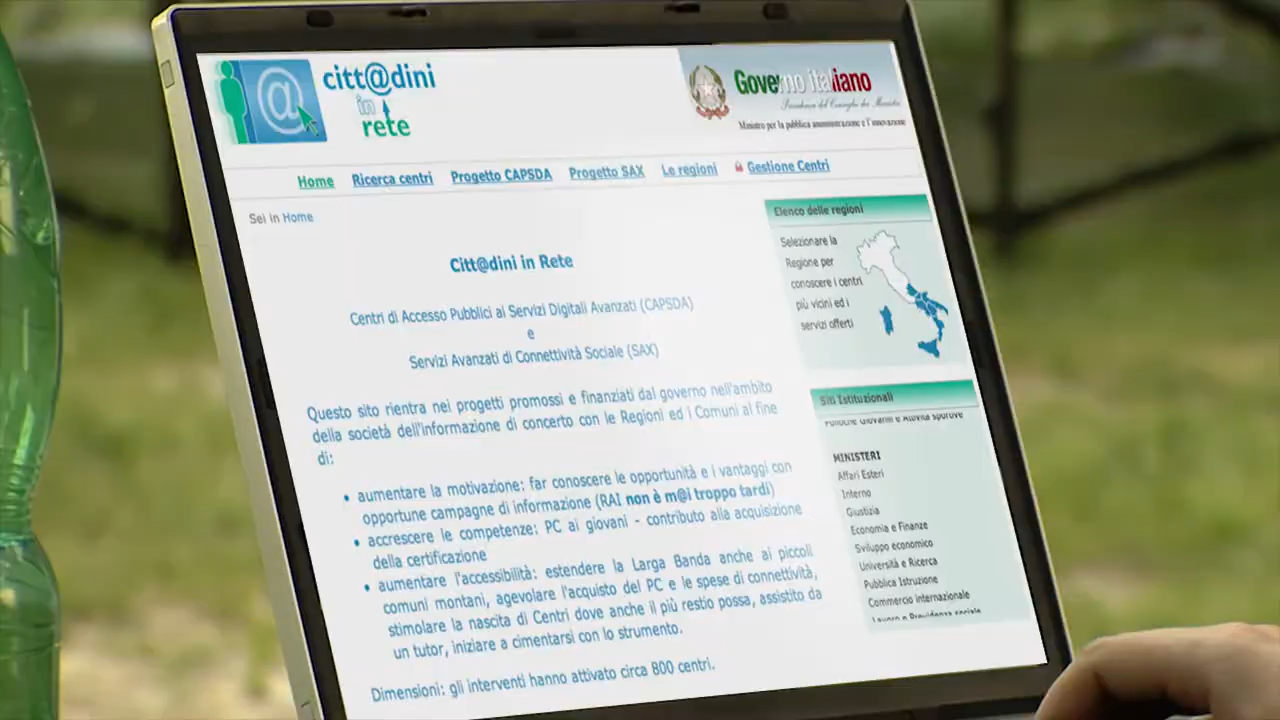 citt@dini
in
rete
Governo italiano
Presidenza del Consiglio dei Ministri
Ministro per la pubblica amministrazione e l'innovazione
Home Ricerca centri Progetto CAPSDA Progetto SAX Le regioni Gestione Centri
Sei in Home
Citt@dini in Rete
Centri di Accesso Pubblici ai Servizi Digitali Avanzati (CAPSDA)
e
Servizi Avanzati di Connettività Sociale (SAX)
Questo sito rientra nei progetti promossi e finanziati dal governo nell'ambito
della società dell'informazione di concerto con le Regioni ed i Comuni al fine
di:
• aumentare la motivazione: far conoscere le opportunità e i vantaggi con
opportune campagne di informazione (RAI non è m@i troppo tardi)
• accrescere le competenze: PC ai giovani - contributo alla acquisizione
della certificazione
• aumentare l'accessibilità: estendere la Larga Banda anche ai piccoli
comuni montani, agevolare l'acquisto del PC e le spese di connettività,
stimolare la nascita di Centri dove anche il più restio possa, assistito da
un tutor, iniziare a cimentarsi con lo strumento.
Dimensioni: gli interventi hanno attivato circa 800 centri.
Elenco delle regioni
Selezionare la
Regione per
conoscere i centri
più vicini ed i
servizi offerti
Siti Istituzionali
Politiche Giovanili e Attività sportive
MINISTERI
Affari Esteri
Interno
Giustizia
Economia e Finanze
Sviluppo economico
Università e Ricerca
Pubblica Istruzione
Commercio internazionale
Lavoro e Previdenza sociale